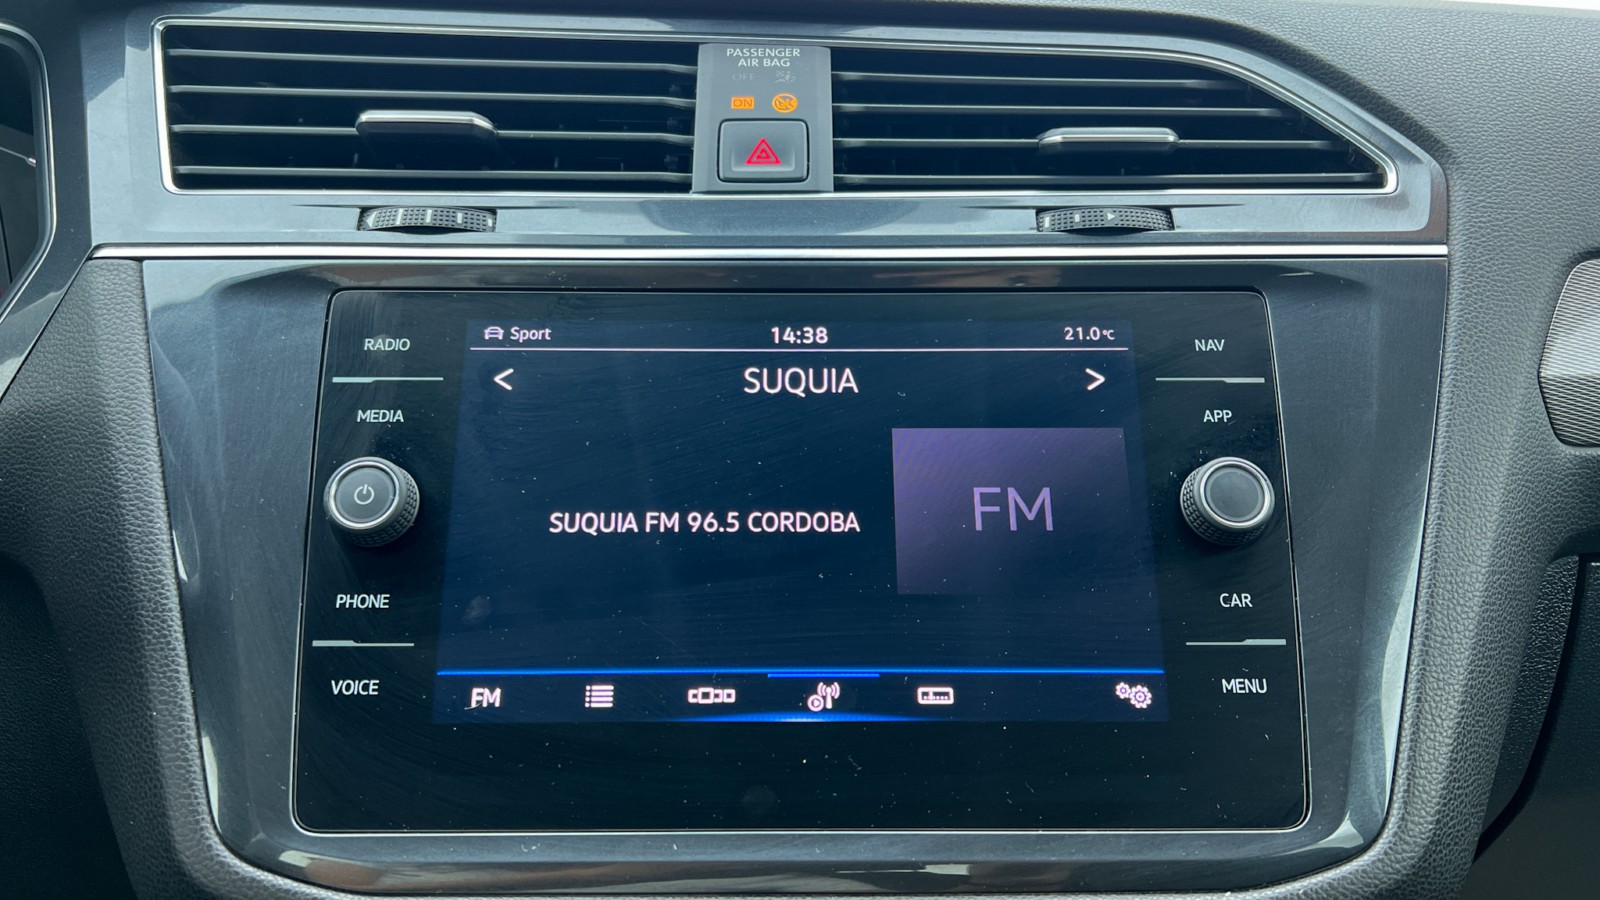 PASSENGER
AIR BAG
OFF
ON
Sport 14:38 21.0°C
RADIO
NAV
< SUQUIA >
MEDIA
APP
SUQUIA FM 96.5 CORDOBA
FM
PHONE
CAR
VOICE
MENU
FM